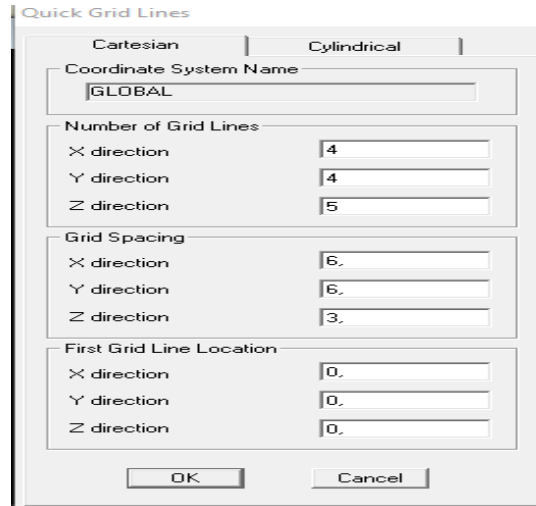 Quick Grid Lines
Cartesian Cylindrical
Coordinate System Name
GLOBAL
Number of Grid Lines
X direction 4
Y direction 4
Z direction 5
Grid Spacing
X direction 6,
Y direction 6,
Z direction 3,
First Grid Line Location
X direction 0,
Y direction 0,
Z direction 0,
OK Cancel